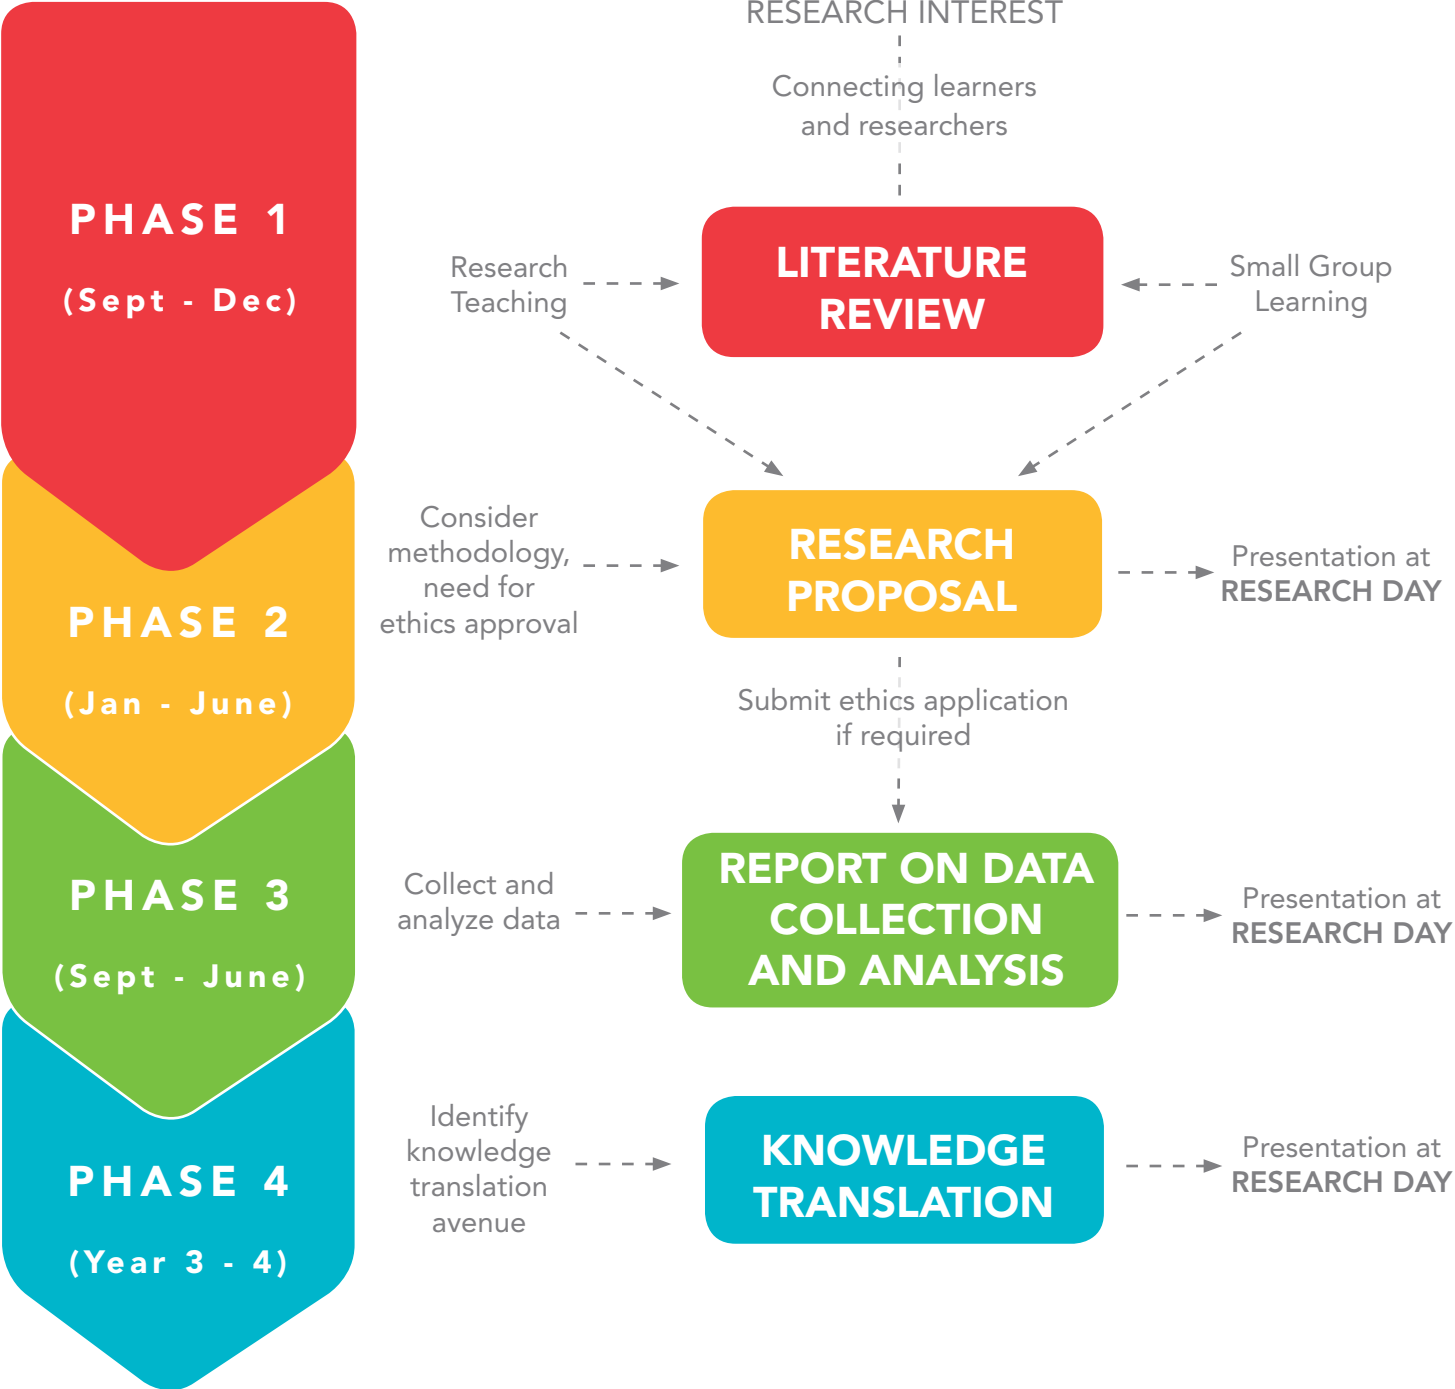 RESEARCH INTEREST
Connecting learners
and researchers
PHASE 1
(Sept - Dec)
Research
Teaching
LITERATURE
REVIEW
Small Group
Learning
PHASE 2
(Jan - June)
Consider
methodology,
need for
ethics approval
RESEARCH
PROPOSAL
Presentation at
RESEARCH DAY
Submit ethics application
if required
PHASE 3
(Sept - June)
Collect and
analyze data
REPORT ON DATA
COLLECTION
AND ANALYSIS
Presentation at
RESEARCH DAY
PHASE 4
(Year 3 - 4)
Identify
knowledge
translation
avenue
KNOWLEDGE
TRANSLATION
Presentation at
RESEARCH DAY